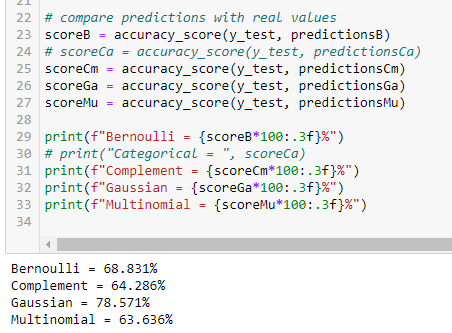 21
22 # compare predictions with real values
23 scoreB = accuracy_score(y_test, predictionsB)
24 # scoreCa = accuracy_score(y_test, predictionsCa)
25 scoreCm = accuracy_score(y_test, predictionsCm)
26 scoreGa = accuracy_score(y_test, predictionsGa)
27 scoreMu = accuracy_score(y_test, predictionsMu)
28
29 print(f"Bernoulli = {scoreB*100:.3f}%")
30 # print("Categorical = ", scoreCa)
31 print(f"Complement = {scoreCm*100:.3f}%")
32 print(f"Gaussian = {scoreGa*100:.3f}%")
33 print(f"Multinomial = {scoreMu*100:.3f}%")
34
Bernoulli = 68.831%
Complement = 64.286%
Gaussian = 78.571%
Multinomial = 63.636%